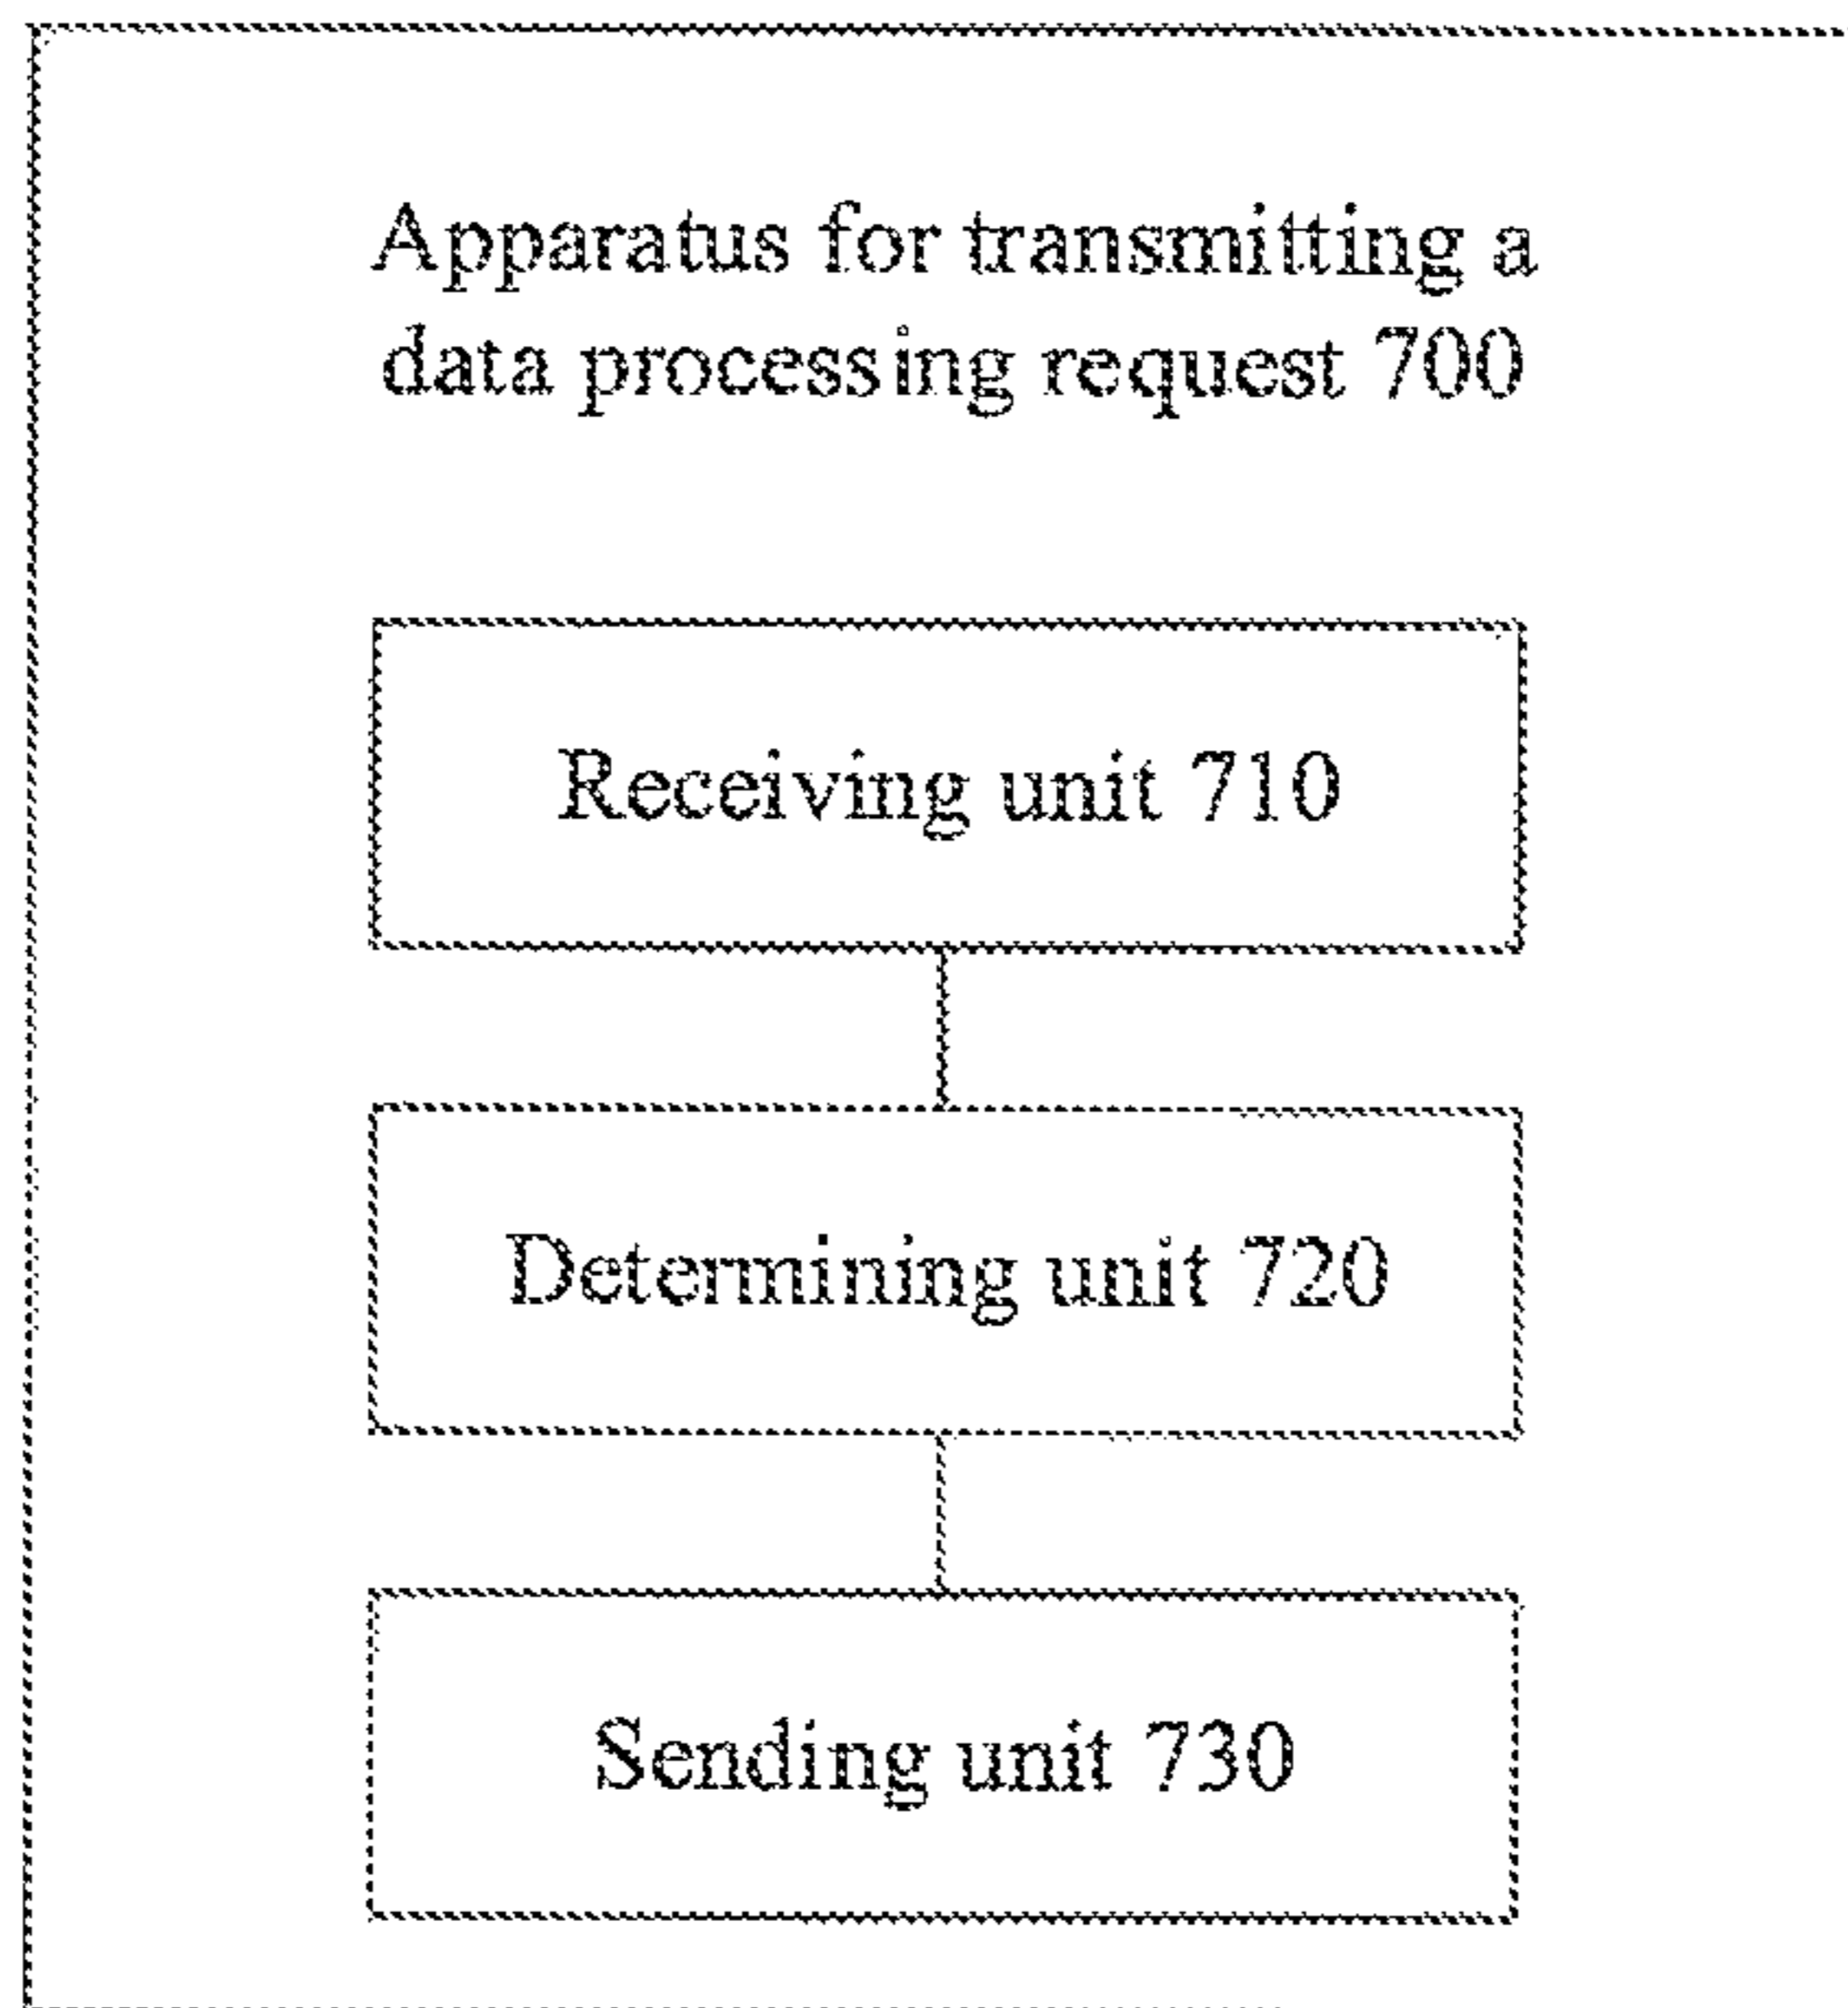 Apparatus for transmitting a
data processing request 700
Receiving unit 710
Determining unit 720
Sending unit 730